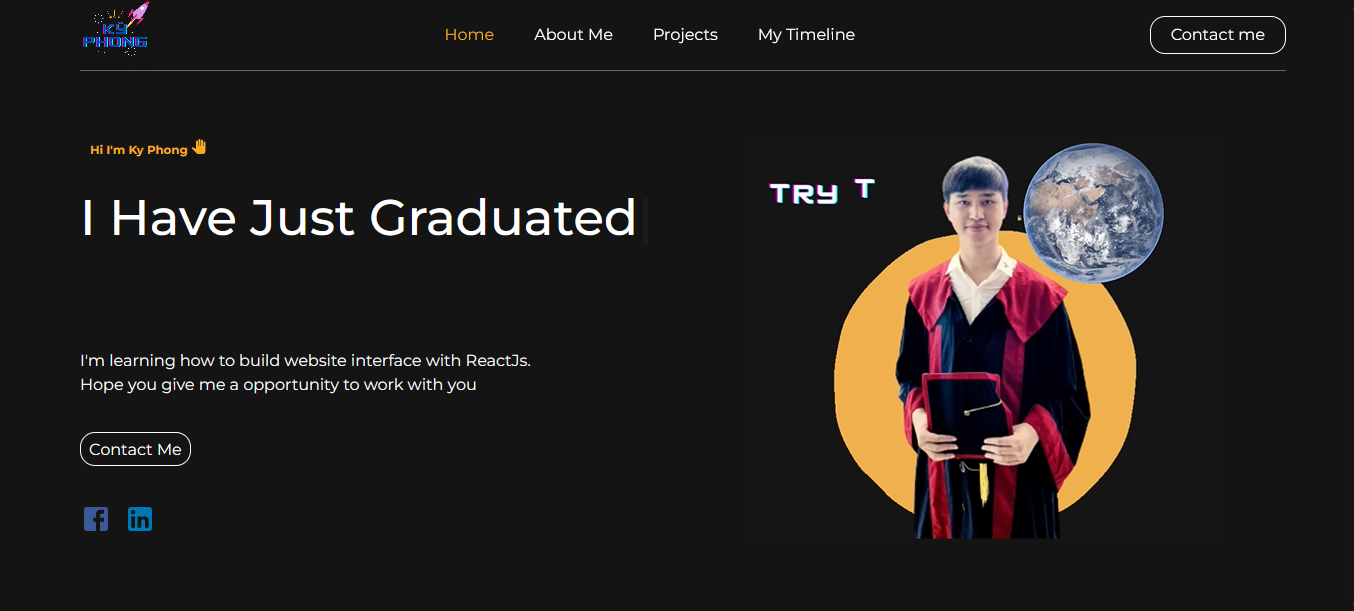 KY
PHONG
Home
About Me
Projects
My Timeline
Contact me
Hi I'm Ky Phong
I Have Just Graduated
TRY T
I'm learning how to build website interface with ReactJs.
Hope you give me a opportunity to work with you
Contact Me